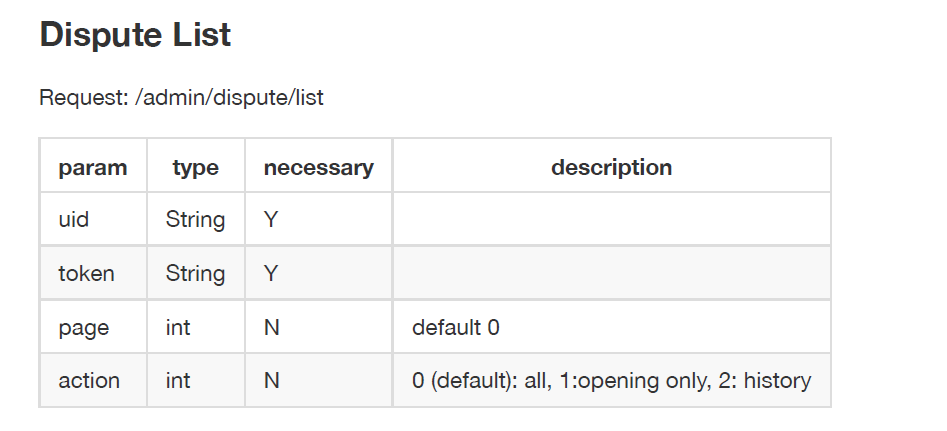 Dispute List
Request: /admin/dispute/list
param type necessary description
uid String Y
token String Y
page int N default 0
action int N 0 (default): all, 1:opening only, 2: history